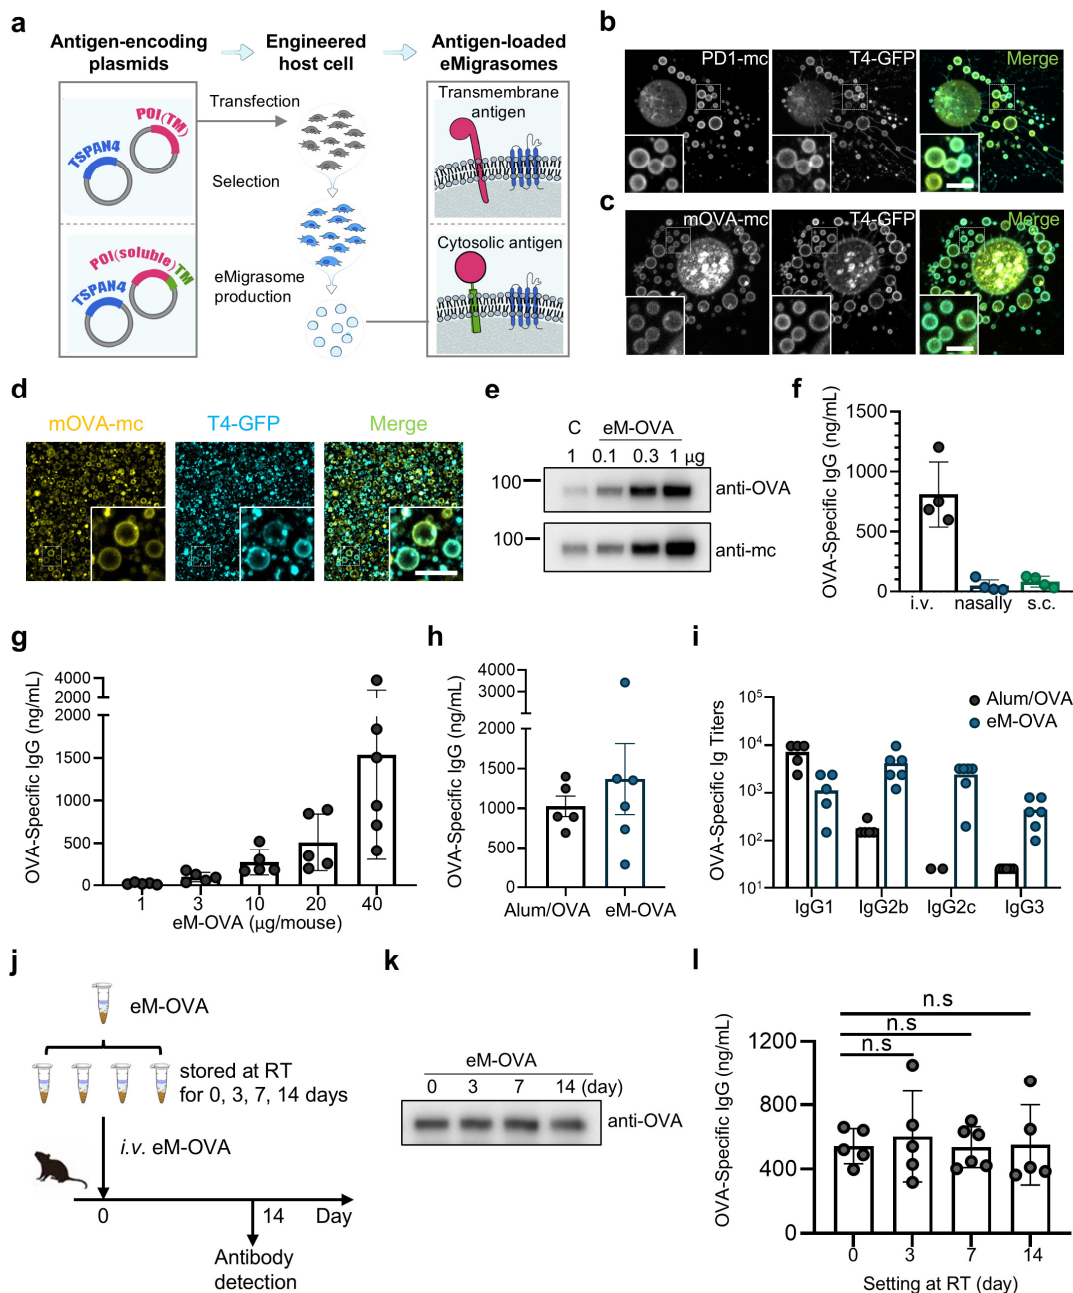 a
Antigen-encoding
plasmids
Engineered
host cell
Antigen-loaded
eMigrasomes
POI(TM)
TSPAN4
POI(soluble)TM
TSPAN4
Transfection
Selection
eMigrasome
production
Transmembrane
antigen
Cytosolic antigen
b
PD1-mc
T4-GFP
Merge
c
mOVA-mc
T4-GFP
Merge
d
mOVA-mc
T4-GFP
Merge
e
C eM-OVA
1 0.1 0.3 1 μg
100
anti-OVA
100
anti-mc
f
OVA-Specific IgG (ng/mL)
1500
1000
500
0
i.v. nasally s.c.
g
OVA-Specific IgG (ng/mL)
4000
2000
2000
1500
1000
500
0
1 3 10 20 40
eM-OVA (μg/mouse)
h
OVA-Specific IgG (ng/mL)
4000
3000
2000
1500
1000
500
0
Alum/OVA eM-OVA
i
OVA-Specific Ig Titers
10⁵
10⁴
10³
10²
10¹
Alum/OVA
eM-OVA
IgG1 IgG2b IgG2c IgG3
j
eM-OVA
stored at RT
for 0, 3, 7, 14 days
i.v. eM-OVA
0 14 Day
Antibody
detection
k
eM-OVA
0 3 7 14 (day)
anti-OVA
l
OVA-Specific IgG (ng/mL)
n.s
n.s
n.s
1200
800
400
0
0 3 7 14
Setting at RT (day)